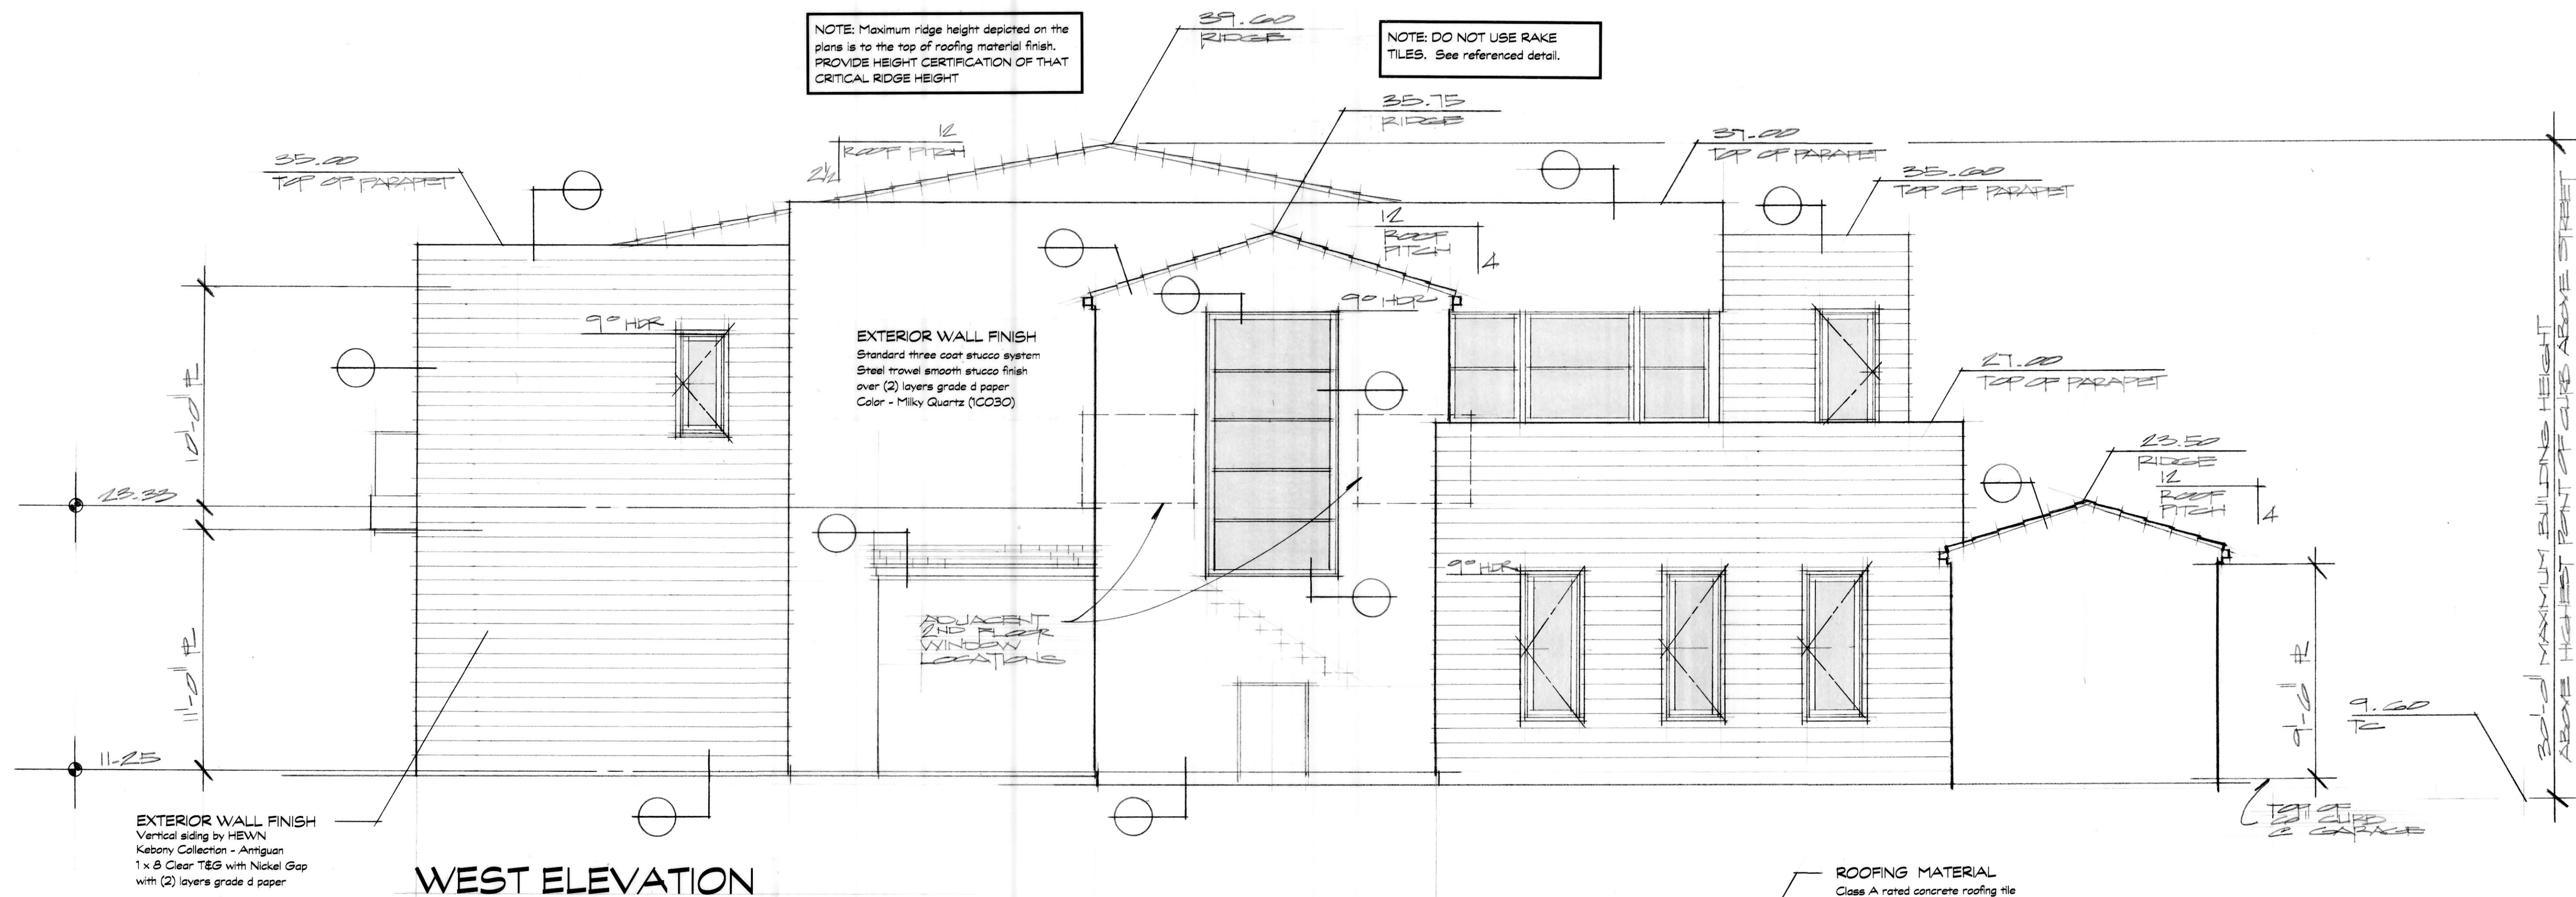 NOTE: Maximum ridge height depicted on the
plans is to the top of roofing material finish.
PROVIDE HEIGHT CERTIFICATION OF THAT
CRITICAL RIDGE HEIGHT
39.60
RIDGE
NOTE: DO NOT USE RAKE
TILES. See referenced detail.
35.75
RIDGE
12
ROOF PITCH
2½
37.00
TOP OF PARAPET
35.00
TOP OF PARAPET
35.60
TOP OF PARAPET
12
ROOF
PITCH
4
9° HDR
9° HDR
EXTERIOR WALL FINISH
Standard three coat stucco system
Steel trowel smooth stucco finish
over (2) layers grade d paper
Color - Milky Quartz (1C030)
27.00
TOP OF PARAPET
10'-0" PL
23.50
RIDGE
12
ROOF
PITCH
4
23.33
9° HDR
ADJACENT
2ND FLOOR
WINDOW
LOCATIONS
11'-0" PL
9'-0" PL
30'-0" MAXIMUM BUILDING HEIGHT
ABOVE HIGHEST POINT OF CURB ABOVE STREET
9.60
TC
11.25
TOP OF
6" CURB
@ GARAGE
EXTERIOR WALL FINISH
Vertical siding by HEWN
Kebony Collection - Antiguan
1 x 8 Clear T&G with Nickel Gap
with (2) layers grade d paper
WEST ELEVATION
ROOFING MATERIAL
Class A rated concrete roofing tile